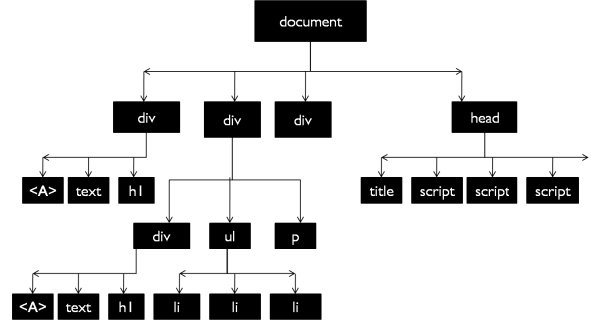 document
div
div
div
head
<A>
text
h1
title
script
script
script
div
ul
p
<A>
text
h1
li
li
li